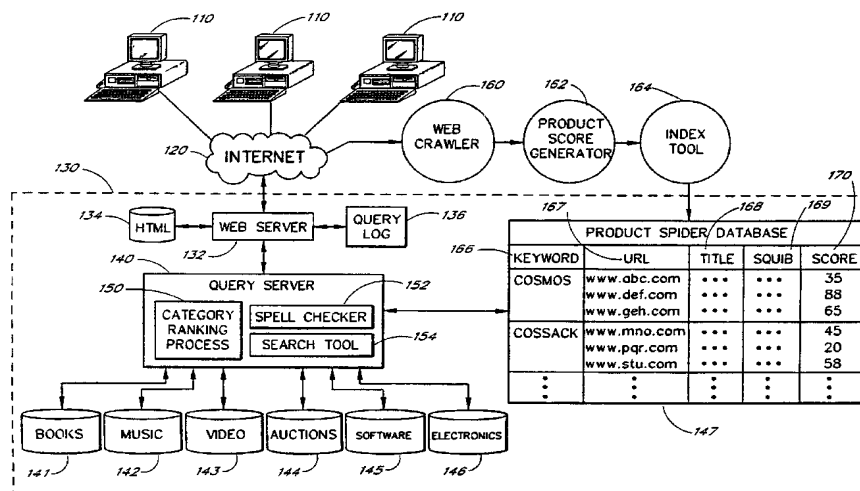 110
110
110
160
162
164
WEB
CRAWLER
PRODUCT
SCORE
GENERATOR
INDEX
TOOL
120
INTERNET
130
134
HTML
WEB SERVER
132
QUERY
LOG
136
170
167
168
169
166
PRODUCT SPIDER DATABASE
KEYWORD URL TITLE SQUIB SCORE
COSMOS www.abc.com ••• ••• 35
www.def.com ••• ••• 88
www.geh.com ••• ••• 65
COSSACK www.mno.com ••• ••• 45
www.pqr.com ••• ••• 20
www.stu.com ••• ••• 58
147
140
QUERY SERVER
150
152
CATEGORY
RANKING
PROCESS
SPELL CHECKER
SEARCH TOOL
154
BOOKS
MUSIC
VIDEO
AUCTIONS
SOFTWARE
ELECTRONICS
141
142
143
144
145
146